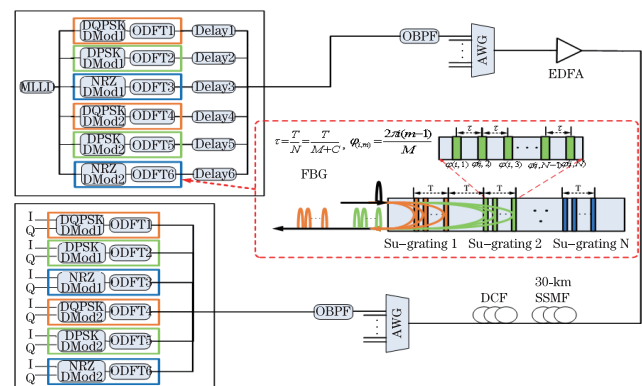 DQPSK
DMod1
ODFT1
Delay1
DPSK
DMod1
ODFT2
Delay2
MLLD
NRZ
DMod1
ODFT3
Delay3
DQPSK
DMod2
ODFT4
Delay4
DPSK
DMod2
ODFT5
Delay5
NRZ
DMod2
ODFT6
Delay6
OBPF
AWG
EDFA
τ=T/N=T/(M+C), φ(i,m)=2πi(m−1)/M
τ τ τ
φ(i, 1) φ(i, 2) φ(i, 3) φ(i, N−1) φ(i, N)
FBG
T T T
Su-grating 1 Su-grating 2 Su-grating N
I
Q
DQPSK
DMod1
ODFT1
I
Q
DPSK
DMod1
ODFT2
I
Q
NRZ
DMod1
ODFT3
I
Q
DQPSK
DMod2
ODFT4
I
Q
DPSK
DMod2
ODFT5
I
Q
NRZ
DMod2
ODFT6
OBPF
AWG
DCF
30-km
SSMF